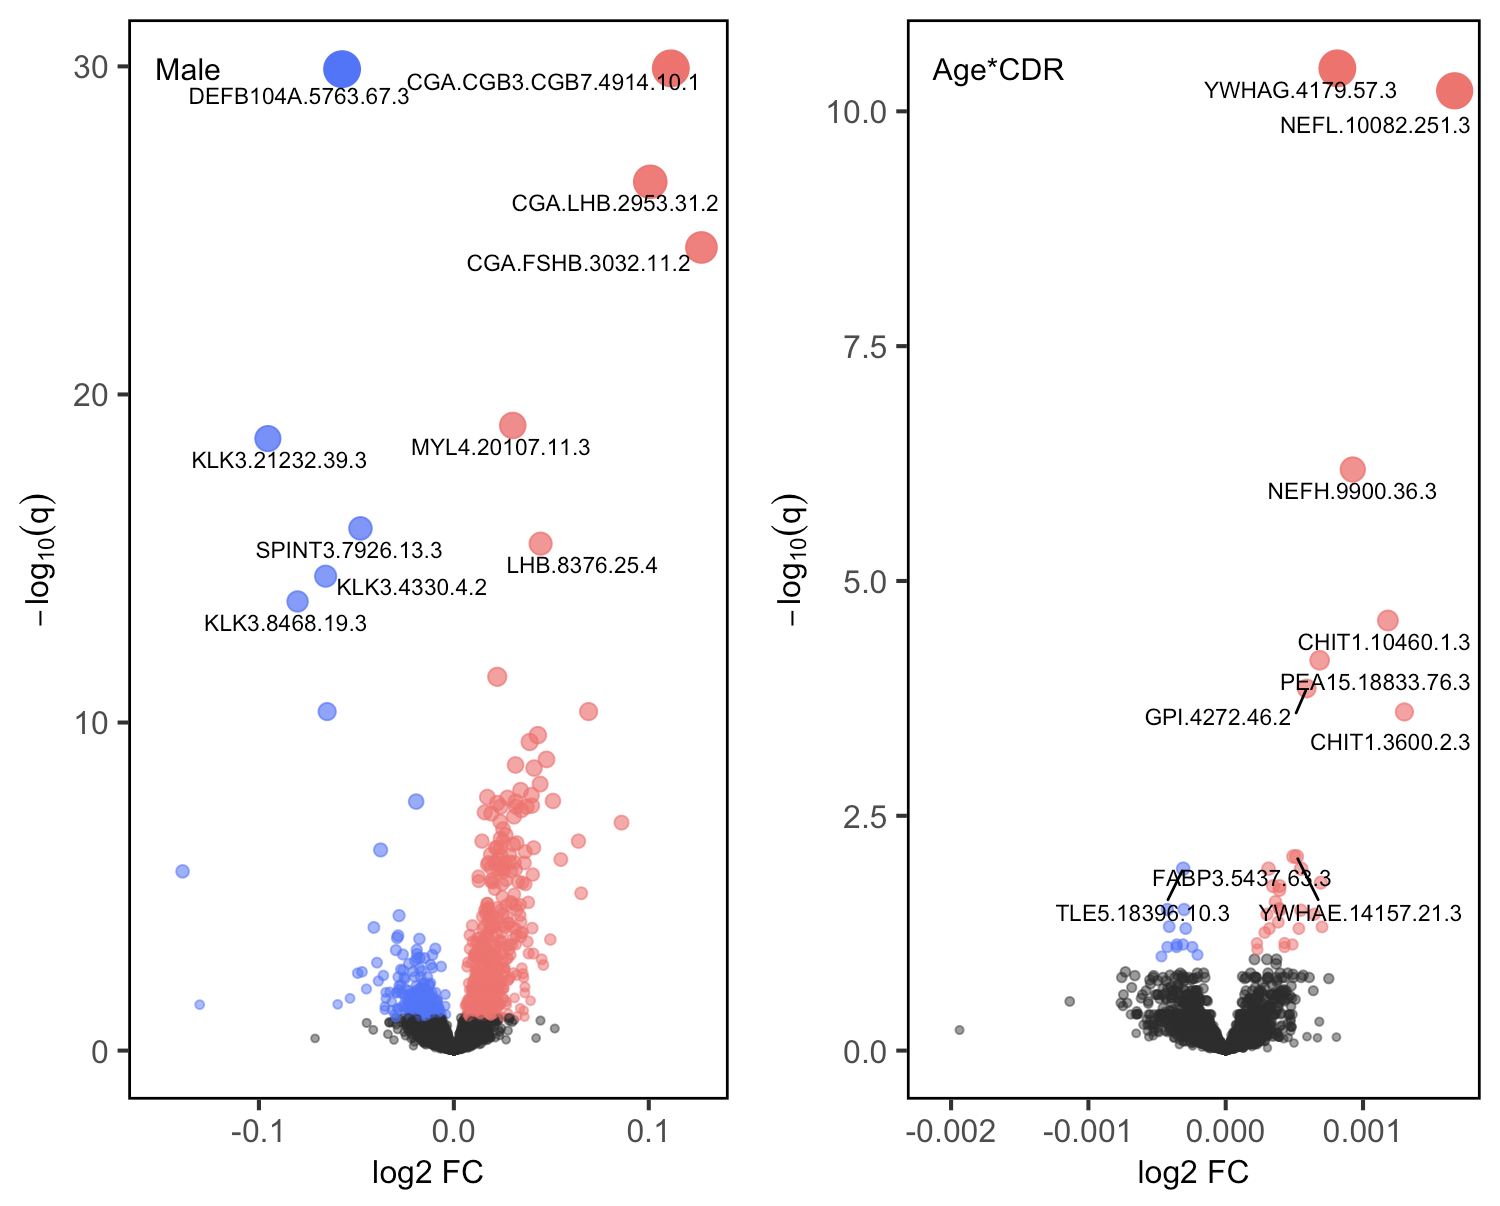 Male
DEFB104A.5763.67.3
CGA.CGB3.CGB7.4914.10.1
CGA.LHB.2953.31.2
CGA.FSHB.3032.11.2
MYL4.20107.11.3
KLK3.21232.39.3
SPINT3.7926.13.3
LHB.8376.25.4
KLK3.4330.4.2
KLK3.8468.19.3
30
20
10
0
−log10(q)
-0.1
0.0
0.1
log2 FC
Age*CDR
YWHAG.4179.57.3
NEFL.10082.251.3
NEFH.9900.36.3
CHIT1.10460.1.3
PEA15.18833.76.3
GPI.4272.46.2
CHIT1.3600.2.3
FABP3.5437.63.3
TLE5.18396.10.3
YWHAE.14157.21.3
10.0
7.5
5.0
2.5
0.0
−log10(q)
-0.002
-0.001
0.000
0.001
log2 FC